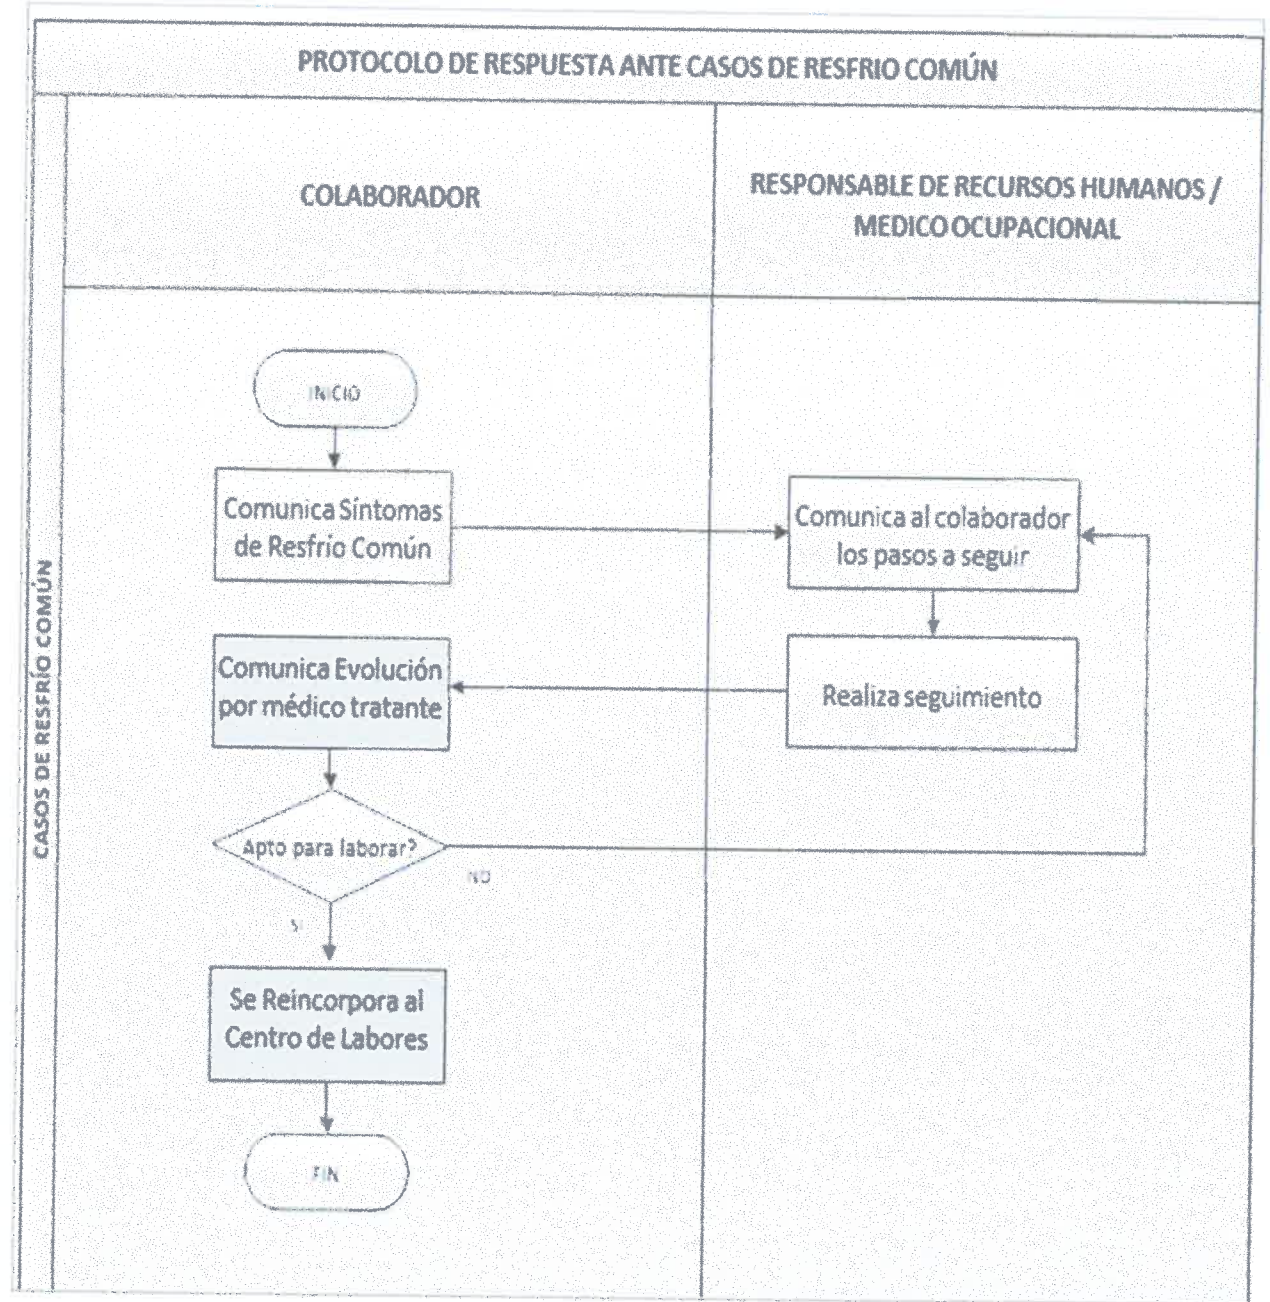 PROTOCOLO DE RESPUESTA ANTE CASOS DE RESFRIO COMÚN
COLABORADOR
RESPONSABLE DE RECURSOS HUMANOS /
MEDICO OCUPACIONAL
CASOS DE RESFRÍO COMÚN
INICIO
Comunica Síntomas
de Resfrio Común
Comunica al colaborador
los pasos a seguir
Comunica Evolución
por médico tratante
Realiza seguimiento
Apto para laborar?
NO
SI
Se Reincorpora al
Centro de Labores
FIN